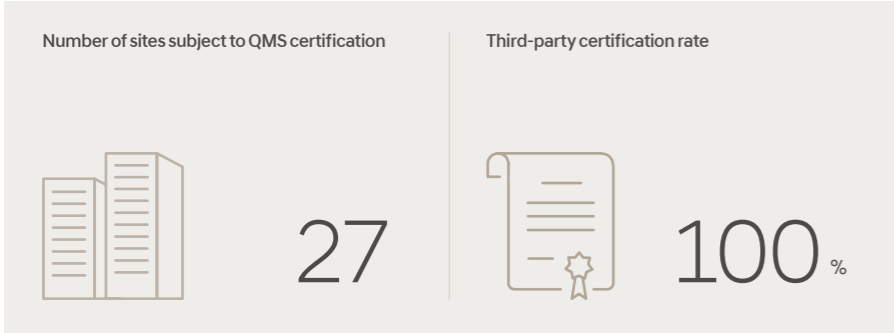 Number of sites subject to QMS certification
27
Third-party certification rate
100 %